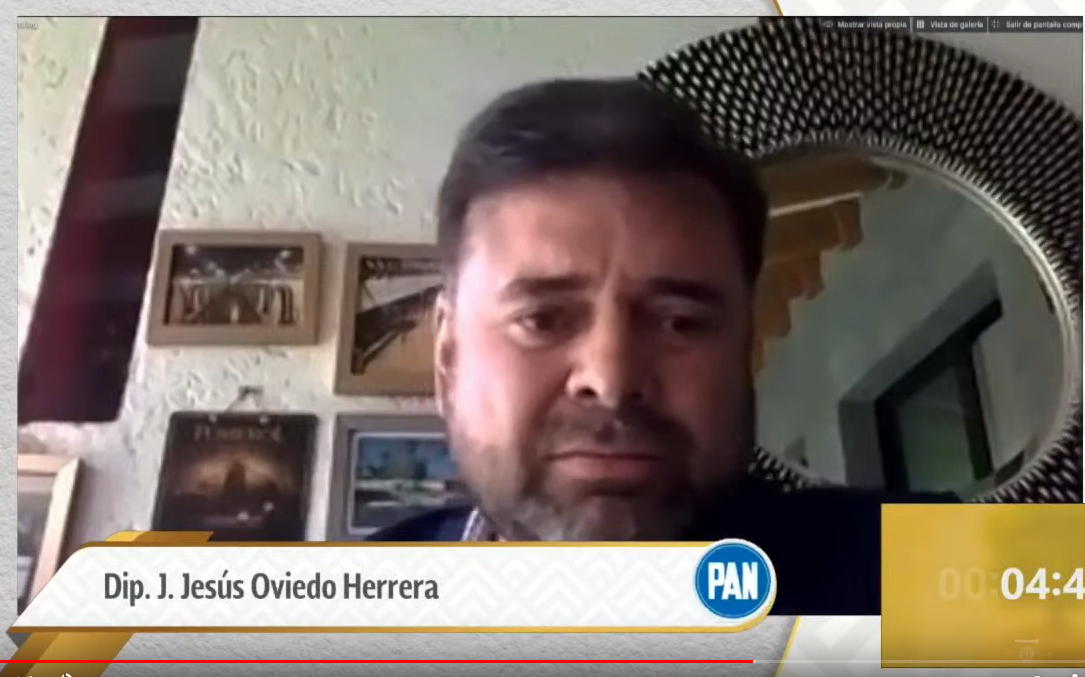 Mostrar vista propia
Vista de galería
Salir de pantalla comp
Dip. J. Jesús Oviedo Herrera
PAN
00:04:4